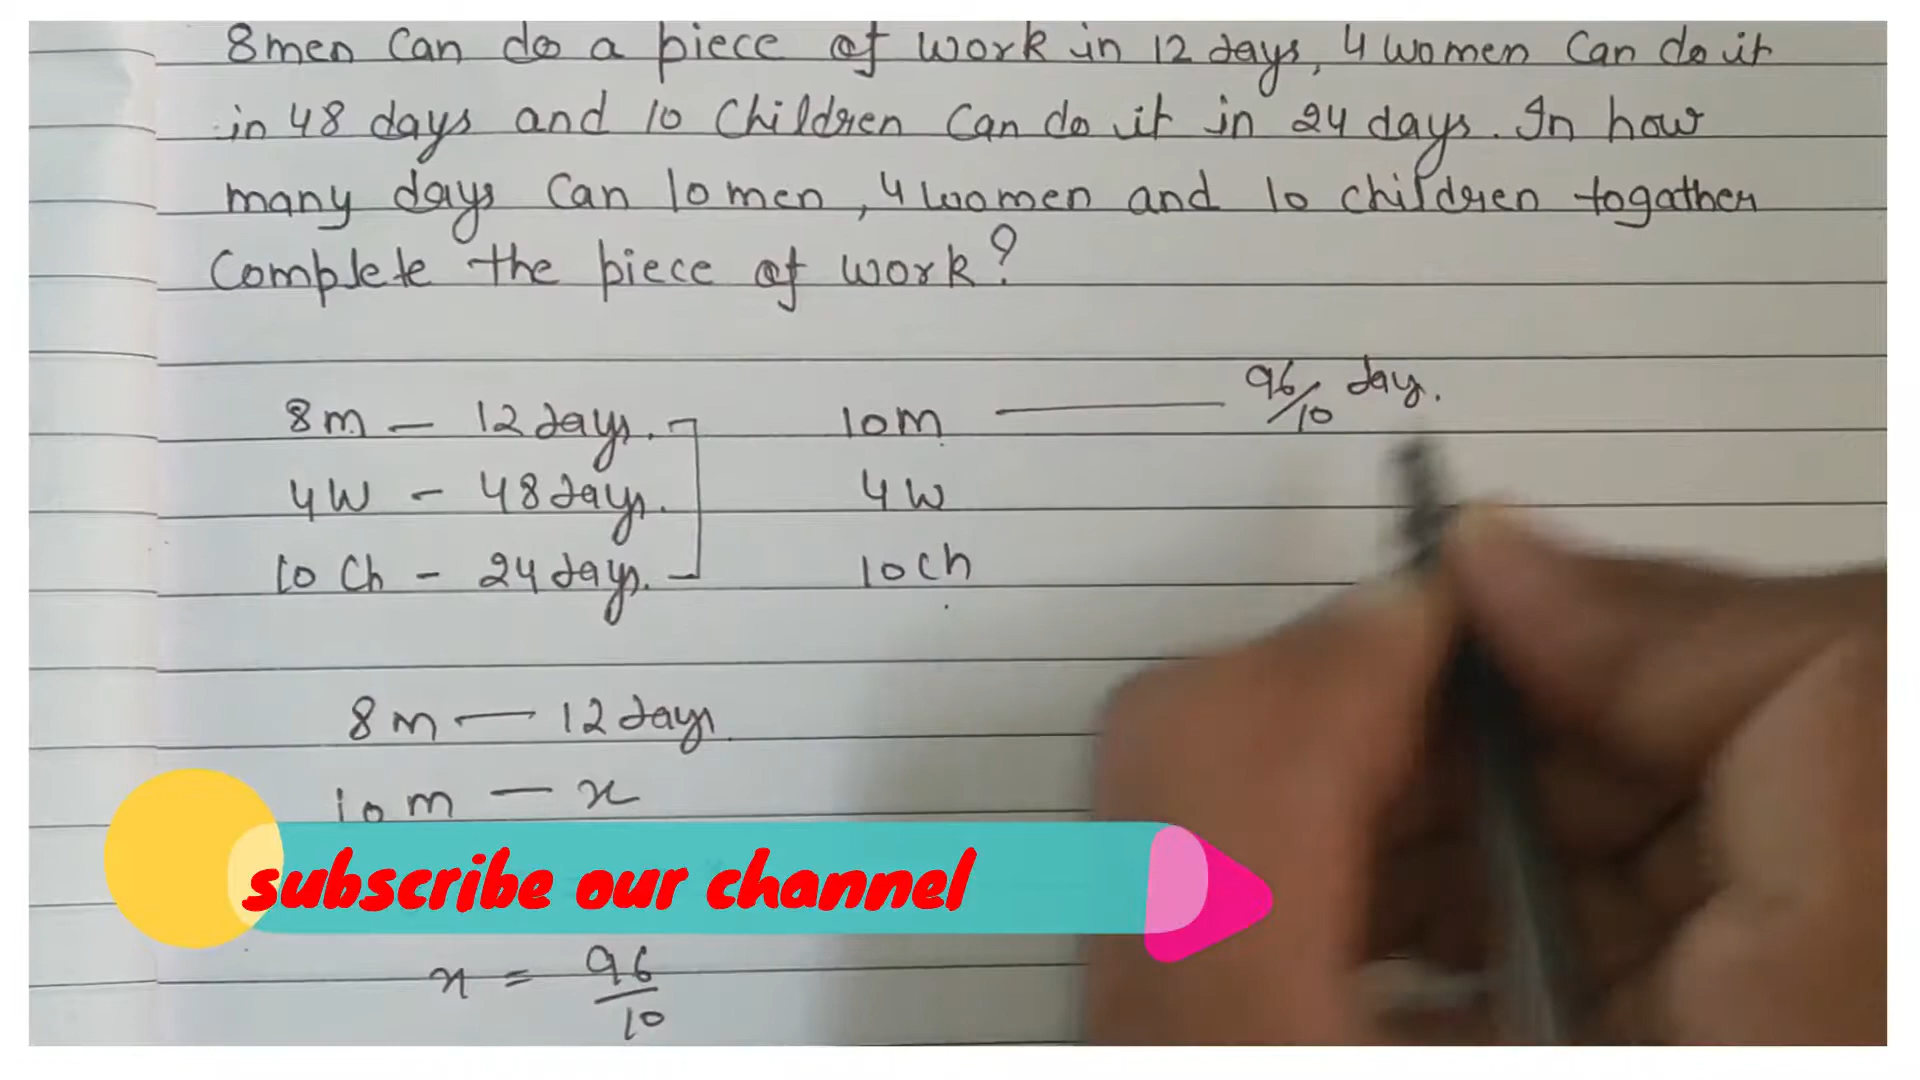 8 men can do a piece of work in 12 days, 4 women can do it
in 48 days and 10 children can do it in 24 days. In how
many days can 10 men, 4 women and 10 children togather
complete the piece of work?
8m — 12 days. 10m — 96/10 day.
4W – 48 days. 4W
10 Ch – 24 days. 10ch
8m — 12 days
10m — x
subscribe our channel
x = 96/10